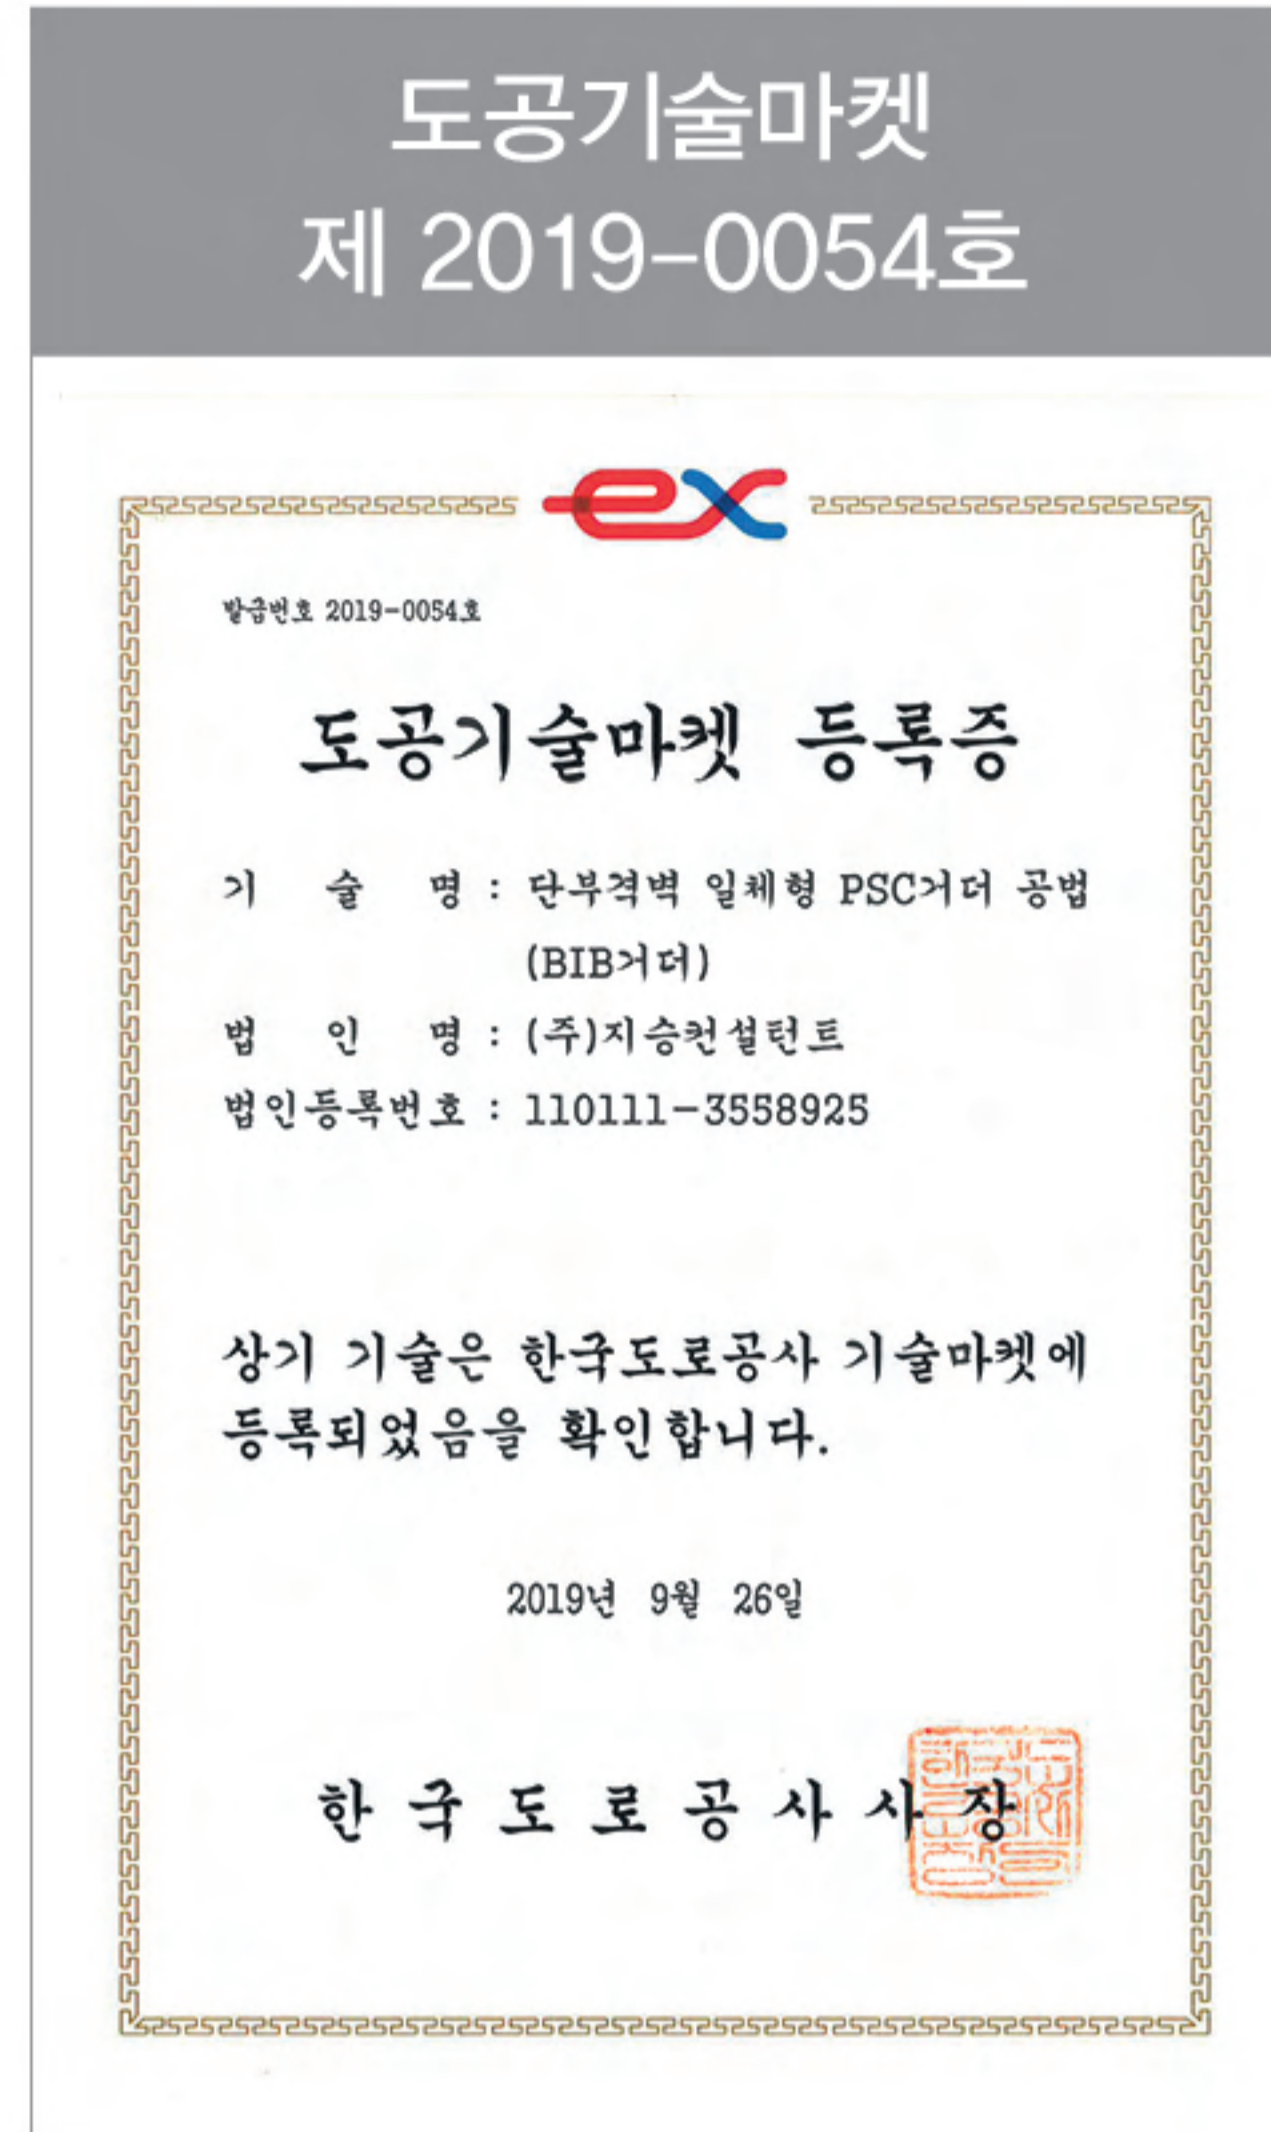 도공기술마켓
제 2019-0054호
ex
발급번호 2019-0054호
도공기술마켓 등록증
기 술 명 : 단부격벽 일체형 PSC거더 공법
(BIB거더)
법 인 명 : (주)지승컨설턴트
법인등록번호 : 110111-3558925
상기 기술은 한국도로공사 기술마켓에
등록되었음을 확인합니다.
2019년 9월 26일
한국도로공사사장